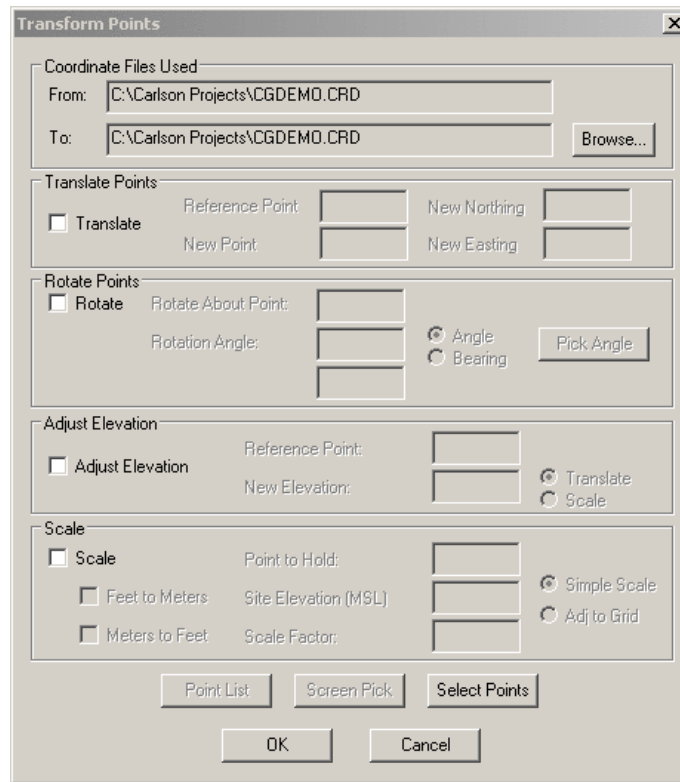 Transform Points
Coordinate Files Used
From: C:\Carlson Projects\CGDEMO.CRD
To: C:\Carlson Projects\CGDEMO.CRD Browse...
Translate Points
Translate Reference Point New Northing
New Point New Easting
Rotate Points
Rotate Rotate About Point:
Rotation Angle: Angle Pick Angle
Bearing
Adjust Elevation
Adjust Elevation Reference Point:
New Elevation: Translate
Scale
Scale
Scale Point to Hold: Simple Scale
Feet to Meters Site Elevation (MSL)
Adj to Grid
Meters to Feet Scale Factor:
Point List Screen Pick Select Points
OK Cancel